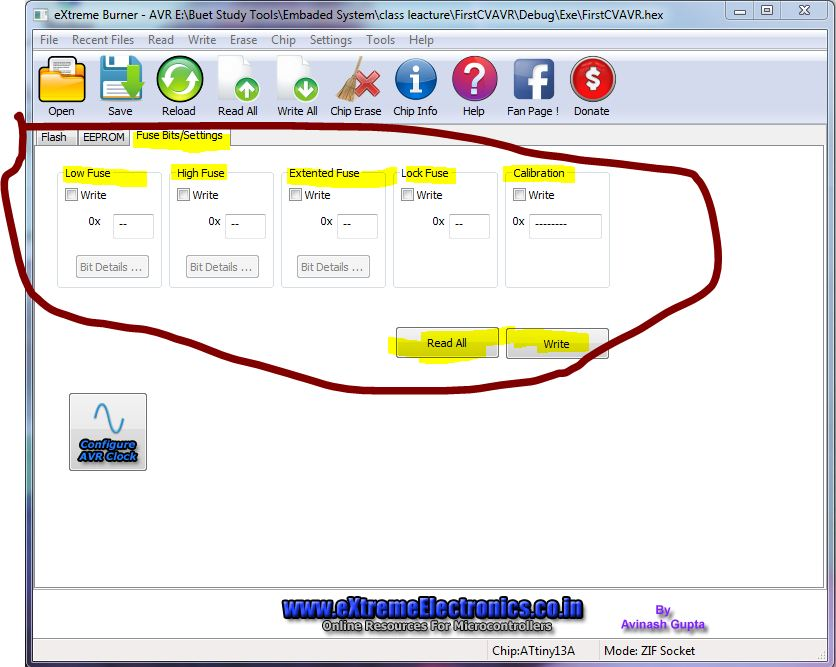 eXtreme Burner - AVR E:\Buet Study Tools\Embaded System\class leacture\FirstCVAVR\Debug\Exe\FirstCVAVR.hex
File Recent Files Read Write Erase Chip Settings Tools Help
Open Save Reload Read All Write All Chip Erase Chip Info Help Fan Page ! Donate
Flash EEPROM Fuse Bits/Settings
Low Fuse High Fuse Extented Fuse Lock Fuse Calibration
Write Write Write Write Write
0x -- 0x -- 0x -- 0x -- 0x --------
Bit Details ... Bit Details ... Bit Details ...
Read All Write
Configure
AVR Clock
www.eXtremeElectronics.co.in
Online Resources For Microcontrollers
By
Avinash Gupta
Chip:ATtiny13A Mode: ZIF Socket